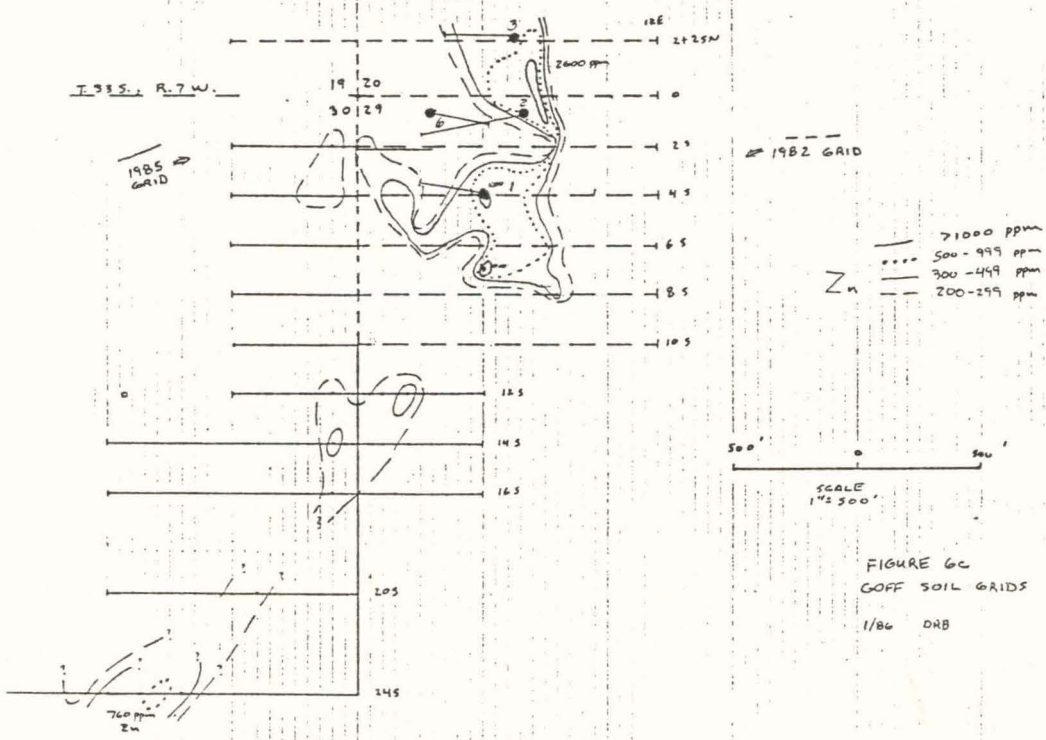 12E
3
2+25N
2600 ppm
T.33S., R.7W.
19 20
30 29
0
2
6
2S
1985
GRID
1982 GRID
1
4S
6S
8S
10S
12S
14S
16S
20S
24S
Zn
>1000 ppm
500-999 ppm
300-499 ppm
200-299 ppm
500'
0
500'
SCALE
1"=500'
FIGURE 6C
GOFF SOIL GRIDS
1/86 DRB
?
?
?
?
?
?
?
?
760 ppm
Zn